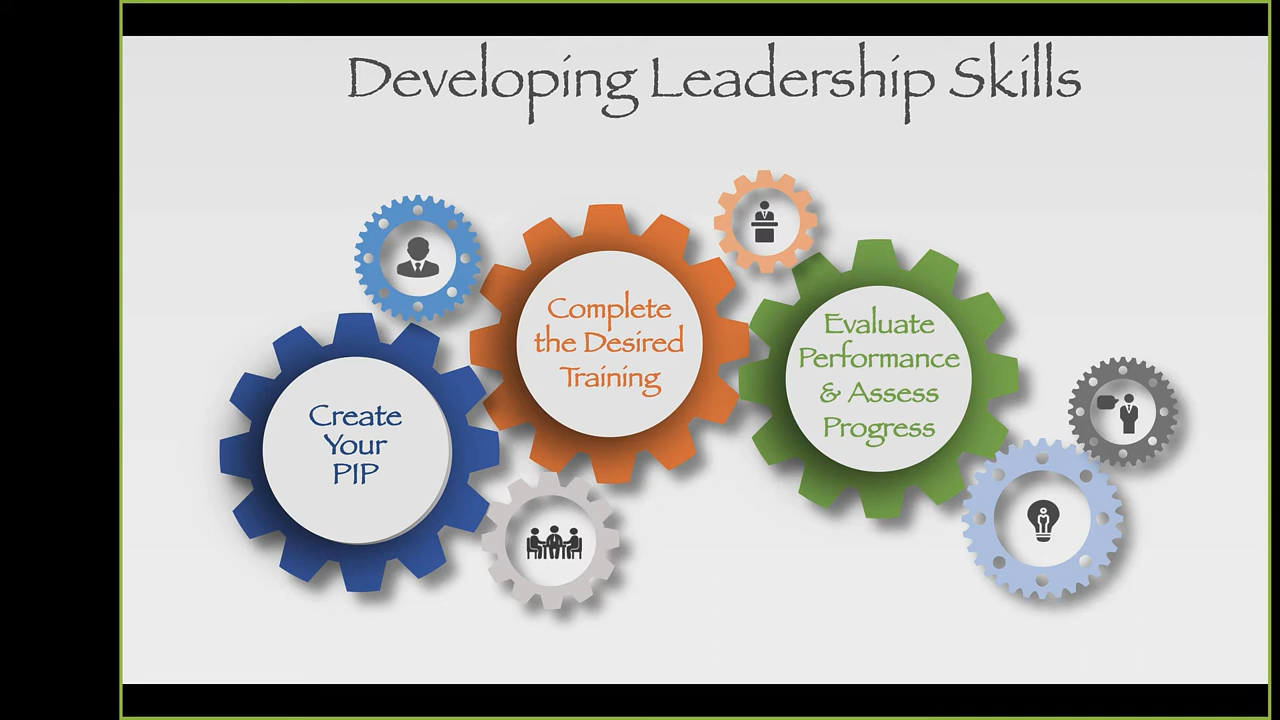 Developing Leadership Skills
Create
Your
PIP
Complete
the Desired
Training
Evaluate
Performance
& Assess
Progress